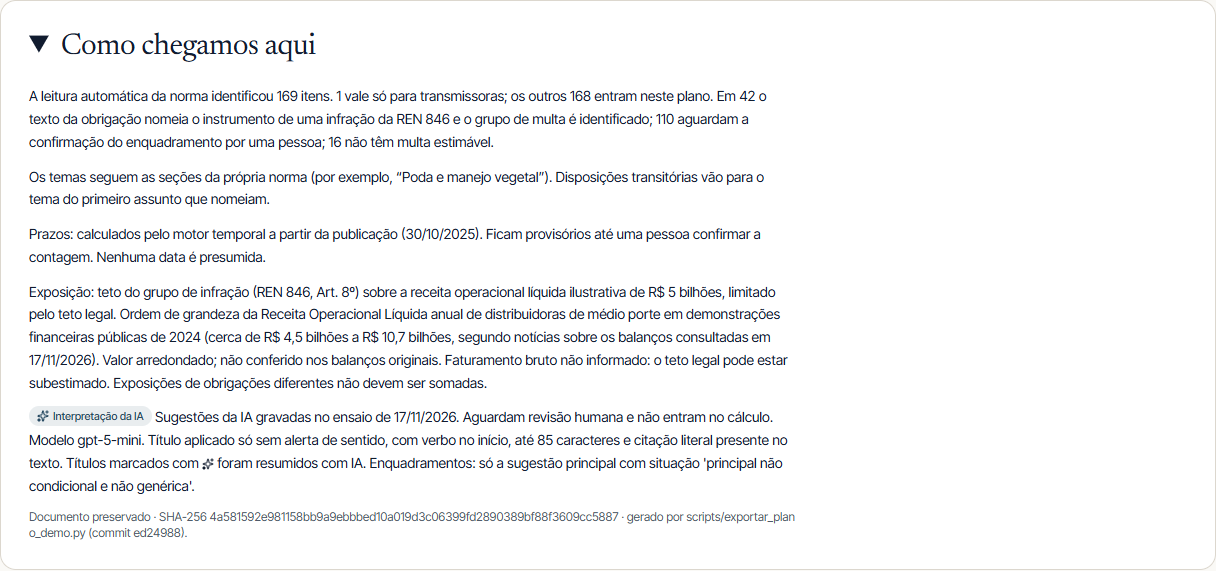 Como chegamos aqui
A leitura automática da norma identificou 169 itens. 1 vale só para transmissoras; os outros 168 entram neste plano. Em 42 o
texto da obrigação nomeia o instrumento de uma infração da REN 846 e o grupo de multa é identificado; 110 aguardam a
confirmação do enquadramento por uma pessoa; 16 não têm multa estimável.
Os temas seguem as seções da própria norma (por exemplo, “Poda e manejo vegetal”). Disposições transitórias vão para o
tema do primeiro assunto que nomeiam.
Prazos: calculados pelo motor temporal a partir da publicação (30/10/2025). Ficam provisórios até uma pessoa confirmar a
contagem. Nenhuma data é presumida.
Exposição: teto do grupo de infração (REN 846, Art. 8º) sobre a receita operacional líquida ilustrativa de R$ 5 bilhões, limitado
pelo teto legal. Ordem de grandeza da Receita Operacional Líquida anual de distribuidoras de médio porte em demonstrações
financeiras públicas de 2024 (cerca de R$ 4,5 bilhões a R$ 10,7 bilhões, segundo notícias sobre os balanços consultadas em
17/11/2026). Valor arredondado; não conferido nos balanços originais. Faturamento bruto não informado: o teto legal pode estar
subestimado. Exposições de obrigações diferentes não devem ser somadas.
Interpretação da IA Sugestões da IA gravadas no ensaio de 17/11/2026. Aguardam revisão humana e não entram no cálculo.
Modelo gpt-5-mini. Título aplicado só sem alerta de sentido, com verbo no início, até 85 caracteres e citação literal presente no
texto. Títulos marcados com foram resumidos com IA. Enquadramentos: só a sugestão principal com situação 'principal não
condicional e não genérica'.
Documento preservado · SHA-256 4a581592e981158bb9a9ebbbed10a019d3c06399fd2890389bf88f3609cc5887 · gerado por scripts/exportar_plan
o_demo.py (commit ed24988).